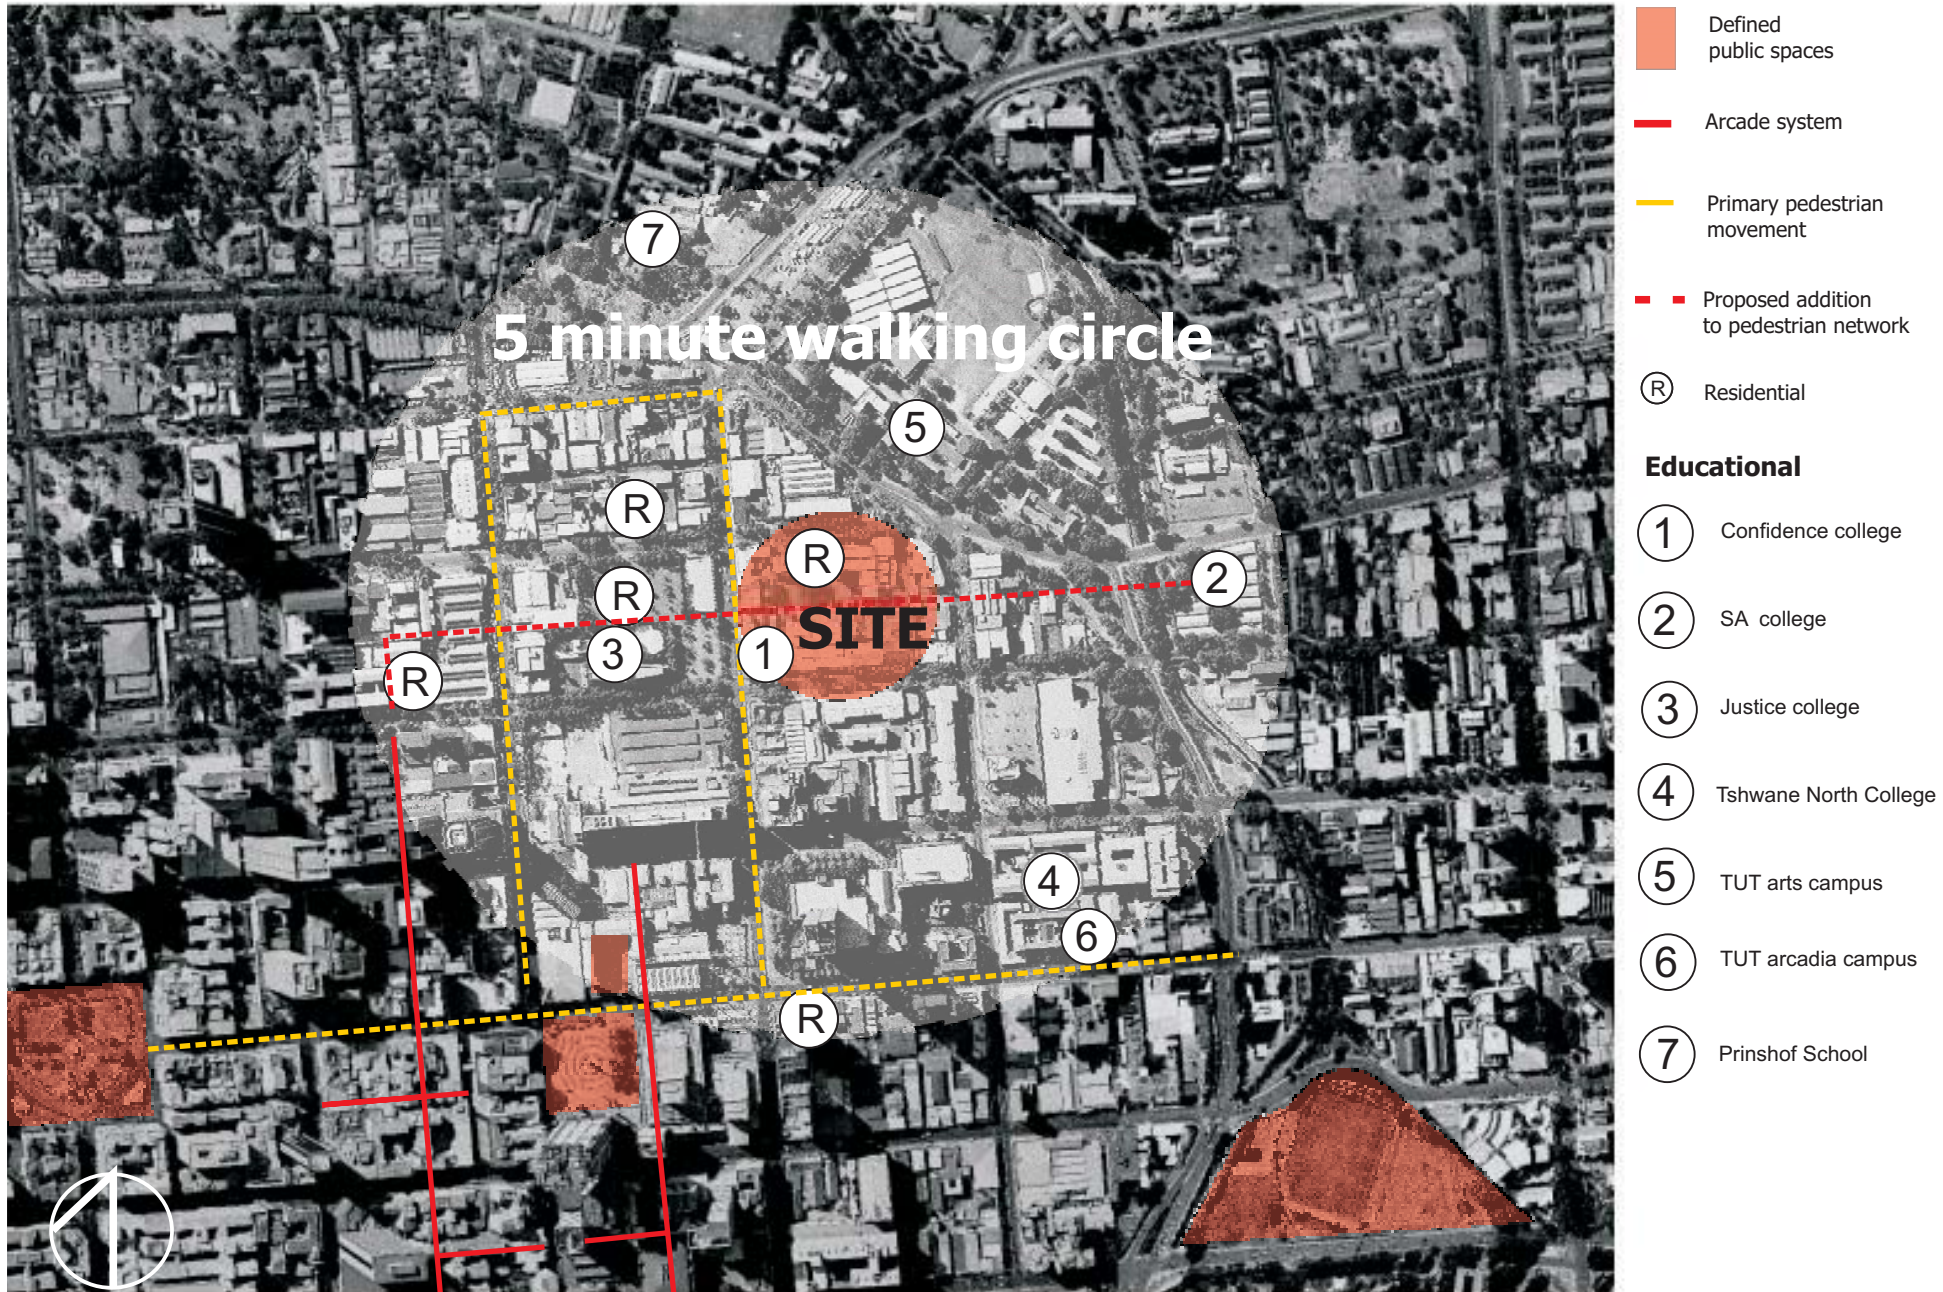 7
5 minute walking circle
5
R
R
R
2
SITE
3
1
R
4
6
R
Defined
public spaces
Arcade system
Primary pedestrian
movement
Proposed addition
to pedestrian network
R Residential
Educational
1 Confidence college
2 SA college
3 Justice college
4 Tshwane North College
5 TUT arts campus
6 TUT arcadia campus
7 Prinshof School